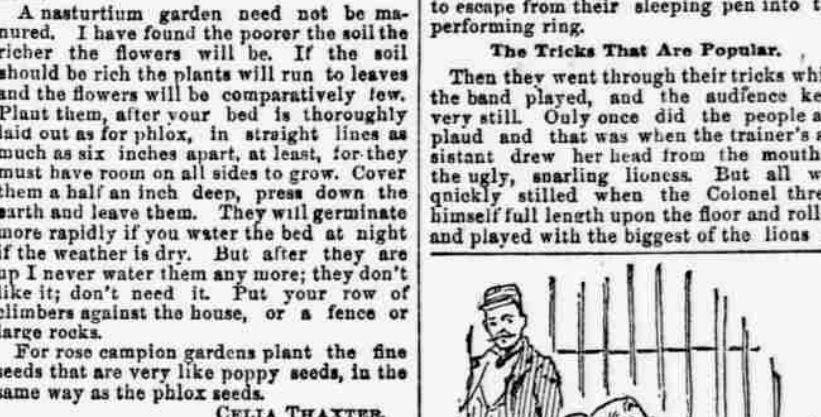 A nasturtium garden need not be ma-
nured. I have found the poorer the soil the
richer the flowers will be. If the soil
should be rich the plants will run to leaves
and the flowers will be comparatively few.
Plant them, after your bed is thoroughly
laid out as for phlox, in straight lines as
much as six inches apart, at least, for they
must have room on all sides to grow. Cover
them a half an inch deep, press down the
earth and leave them. They will germinate
more rapidly if you water the bed at night
if the weather is dry. But after they are
up I never water them any more; they don't
like it; don't need it. Put your row of
climbers against the house, or a fence or
large rocks.
For rose campion gardens plant the fine
seeds that are very like poppy seeds, in the
same way as the phlox seeds.
CELIA THAXTER.
to escape from their sleeping pen into
performing ring.
The Tricks That Are Popular.
Then they went through their tricks whi
the band played, and the audfence ke
very still. Only once did the people a
plaud and that was when the trainer's a
sistant drew her head from the mouth
the ugly, snarling lioness. But all w
qnickly stilled when the Colonel thre
himself full length upon the floor and roll
and played with the biggest of the lions